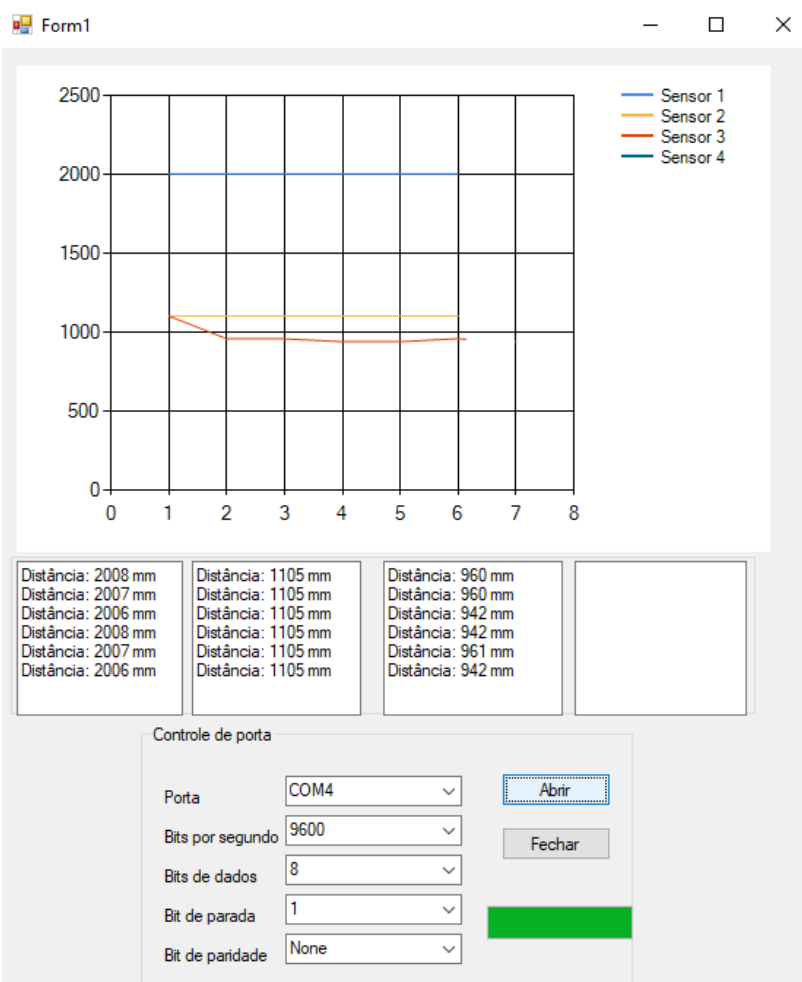 Form1
2500
2000
1500
1000
500
0
0 1 2 3 4 5 6 7 8
Sensor 1
Sensor 2
Sensor 3
Sensor 4
Distância: 2008 mm
Distância: 2007 mm
Distância: 2006 mm
Distância: 2008 mm
Distância: 2007 mm
Distância: 2006 mm
Distância: 1105 mm
Distância: 1105 mm
Distância: 1105 mm
Distância: 1105 mm
Distância: 1105 mm
Distância: 1105 mm
Distância: 960 mm
Distância: 960 mm
Distância: 942 mm
Distância: 942 mm
Distância: 961 mm
Distância: 942 mm
Controle de porta
Porta COM4
Bits por segundo 9600
Bits de dados 8
Bit de parada 1
Bit de paridade None
Abrir
Fechar